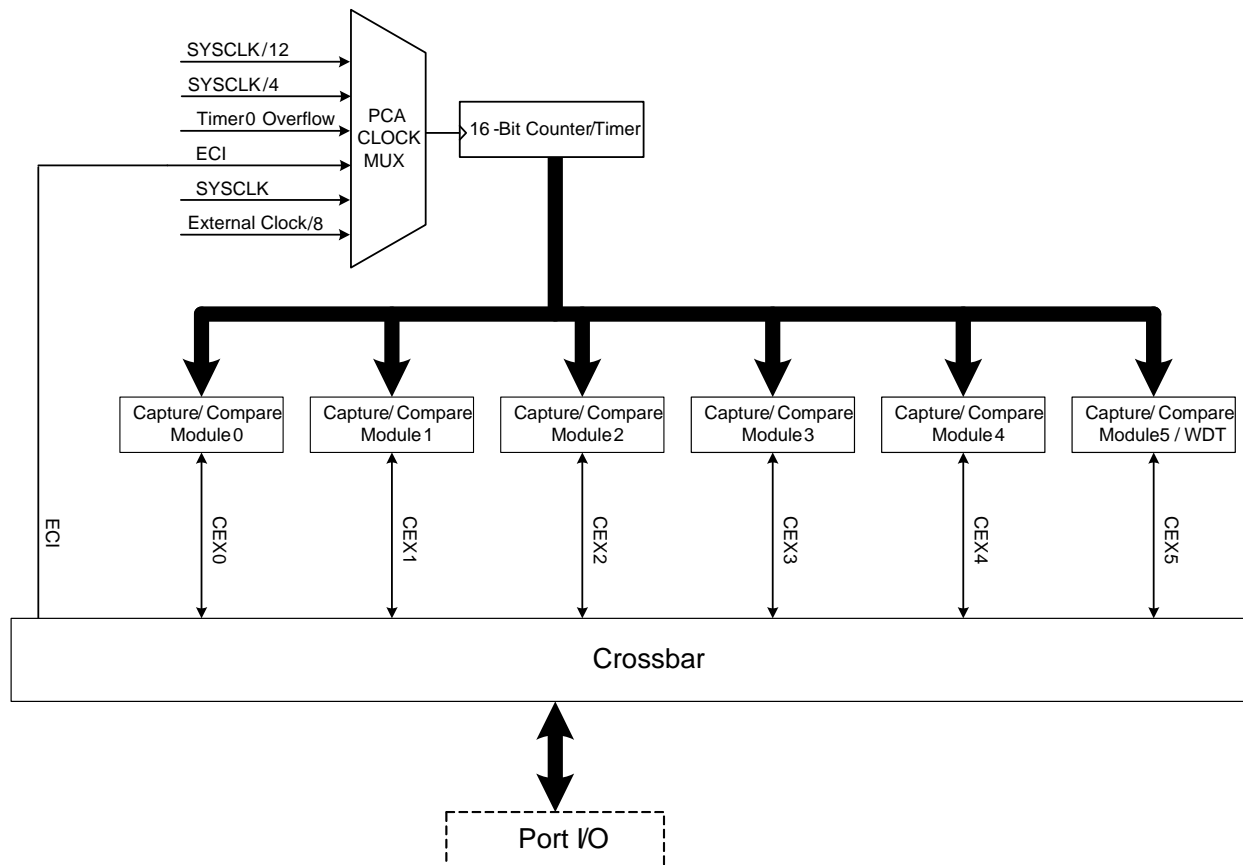 SYSCLK/12
SYSCLK/4
Timer0 Overflow
ECI
SYSCLK
External Clock/8
PCA
CLOCK
MUX
16-Bit Counter/Timer
Capture/Compare
Module0
Capture/Compare
Module1
Capture/Compare
Module2
Capture/Compare
Module3
Capture/Compare
Module4
Capture/Compare
Module5 / WDT
ECI
CEX0
CEX1
CEX2
CEX3
CEX4
CEX5
Crossbar
Port I/O